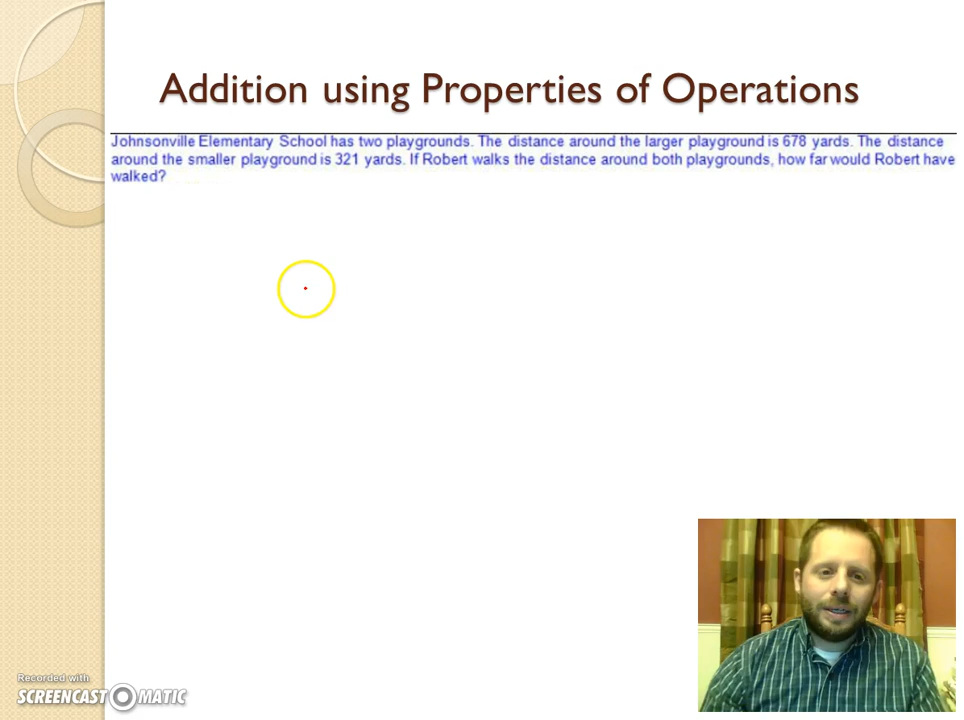 Addition using Properties of Operations
Johnsonville Elementary School has two playgrounds. The distance around the larger playground is 678 yards. The distance
around the smaller playground is 321 yards. If Robert walks the distance around both playgrounds, how far would Robert have
walked?
Recorded with
SCREENCAST MATIC